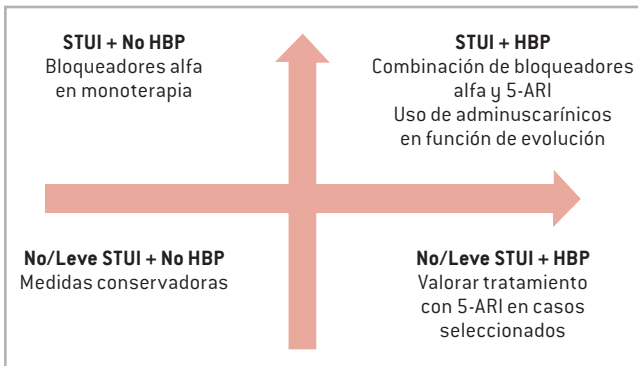 STUI + No HBP
Bloqueadores alfa
en monoterapia
STUI + HBP
Combinación de bloqueadores
alfa y 5-ARI
Uso de adminuscarínicos
en función de evolución
No/Leve STUI + No HBP
Medidas conservadoras
No/Leve STUI + HBP
Valorar tratamiento
con 5-ARI en casos
seleccionados